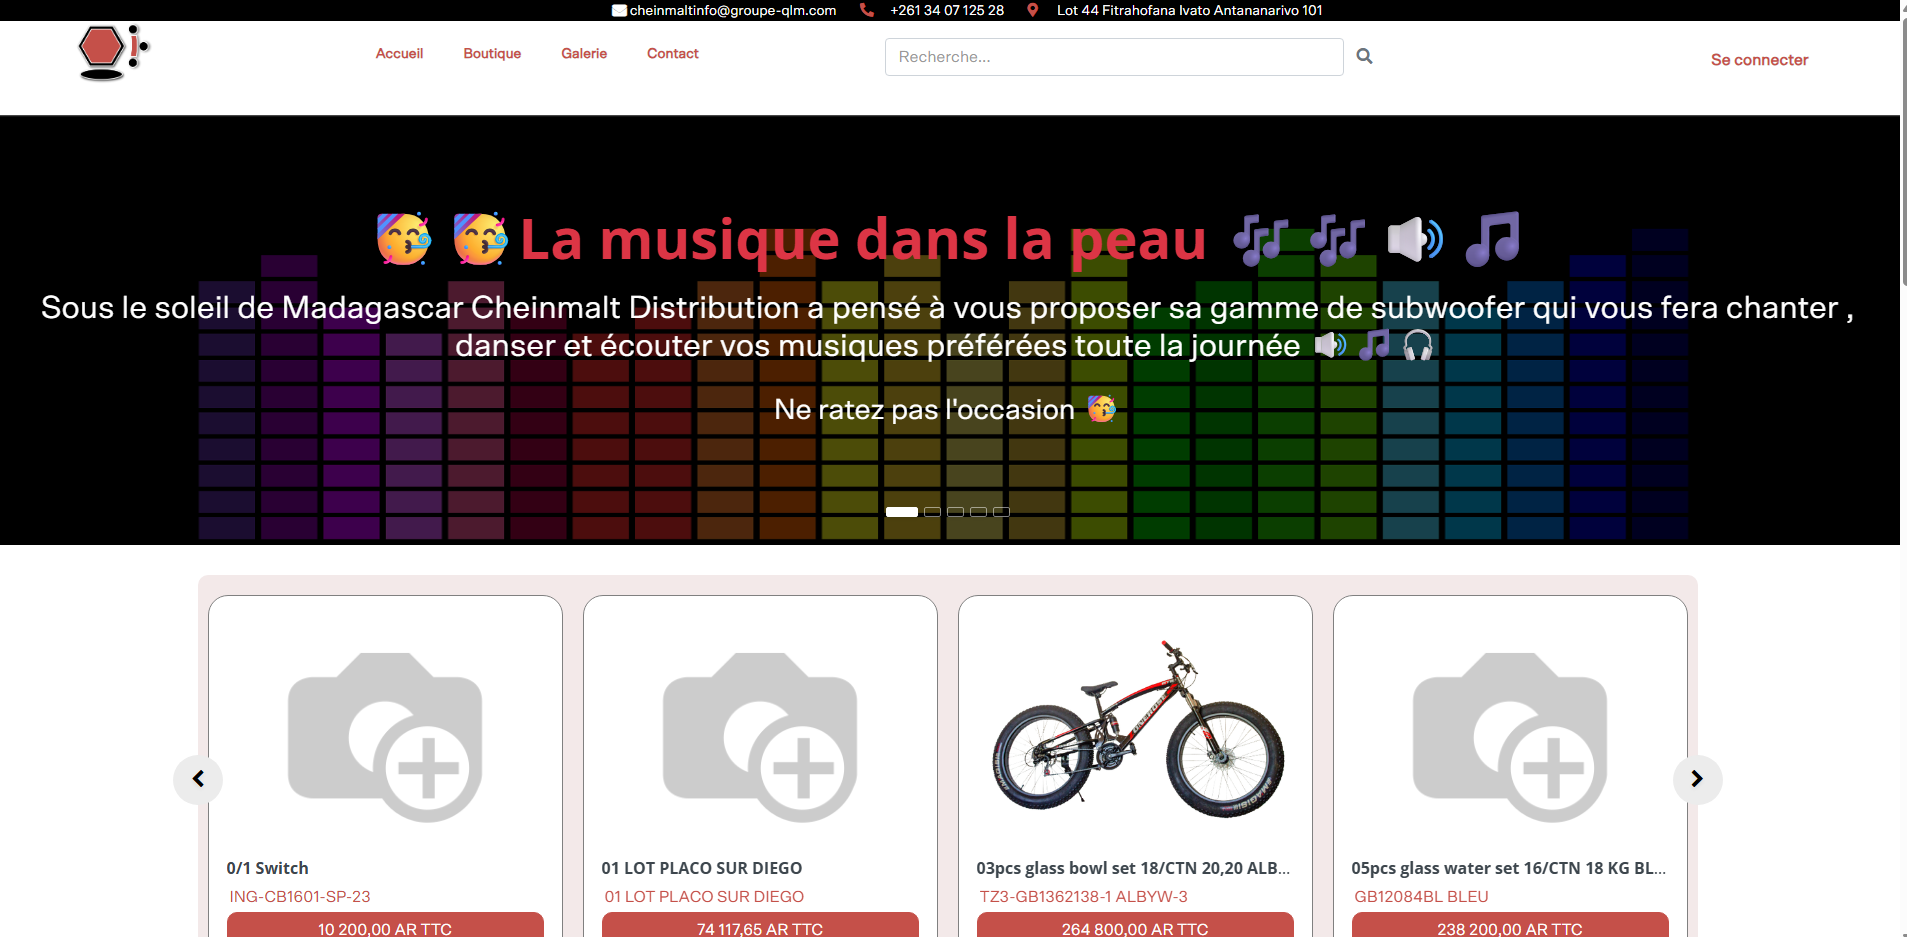 cheinmaltinfo@groupe-qlm.com +261 34 07 125 28 Lot 44 Fitrahofana Ivato Antananarivo 101
Accueil Boutique Galerie Contact Recherche... Se connecter
🥳 🥳 La musique dans la peau 🎶 🎶 🔊 🎵
Sous le soleil de Madagascar Cheinmalt Distribution a pensé à vous proposer sa gamme de subwoofer qui vous fera chanter ,
danser et écouter vos musiques préférées toute la journée 🔊 🎵 🎧
Ne ratez pas l'occasion 🥳
0/1 Switch
ING-CB1601-SP-23
10 200,00 AR TTC
01 LOT PLACO SUR DIEGO
01 LOT PLACO SUR DIEGO
74 117,65 AR TTC
03pcs glass bowl set 18/CTN 20,20 ALB...
TZ3-GB1362138-1 ALBYW-3
264 800,00 AR TTC
05pcs glass water set 16/CTN 18 KG BL...
GB12084BL BLEU
238 200,00 AR TTC